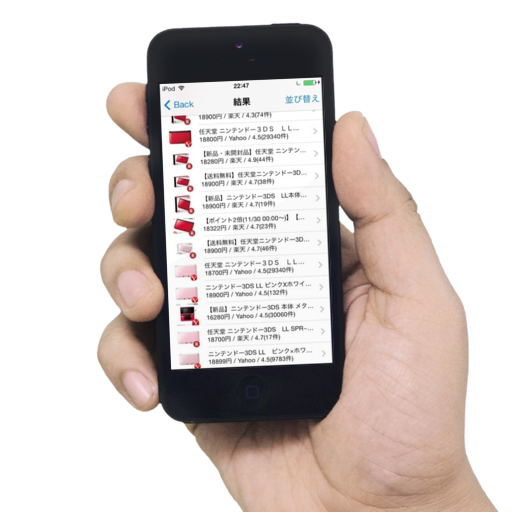 iPod 22:47
Back 結果 並び替え
18900円 / 楽天 / 4.3(74件)
任天堂 ニンテンドー3DS ＬＬ...
18800円 / Yahoo / 4.5(29340件)
【新品・未開封品】任天堂 ニンテン...
18280円 / 楽天 / 4.9(44件)
【送料無料】任天堂ニンテンドー3D...
18900円 / 楽天 / 4.7(38件)
【新品】ニンテンドー3DS LL本体...
18900円 / 楽天 / 4.7(19件)
【ポイント2倍(11/30 00:00〜)】【...
18322円 / 楽天 / 4.7(23件)
【送料無料】任天堂ニンテンドー3D...
18900円 / 楽天 / 4.7(46件)
任天堂 ニンテンドー３ＤＳ ＬＬ...
18700円 / Yahoo / 4.5(29340件)
ニンテンドー3DS LL ピンクXホワイ...
18900円 / Yahoo / 4.5(132件)
【新品】ニンテンドー3DS 本体 メタ...
16280円 / Yahoo / 4.5(30060件)
任天堂 ニンテンドー3DS LL SPR-...
18700円 / 楽天 / 4.7(17件)
ニンテンドー3DS LL ピンク×ホワ...
18899円 / Yahoo / 4.5(9783件)